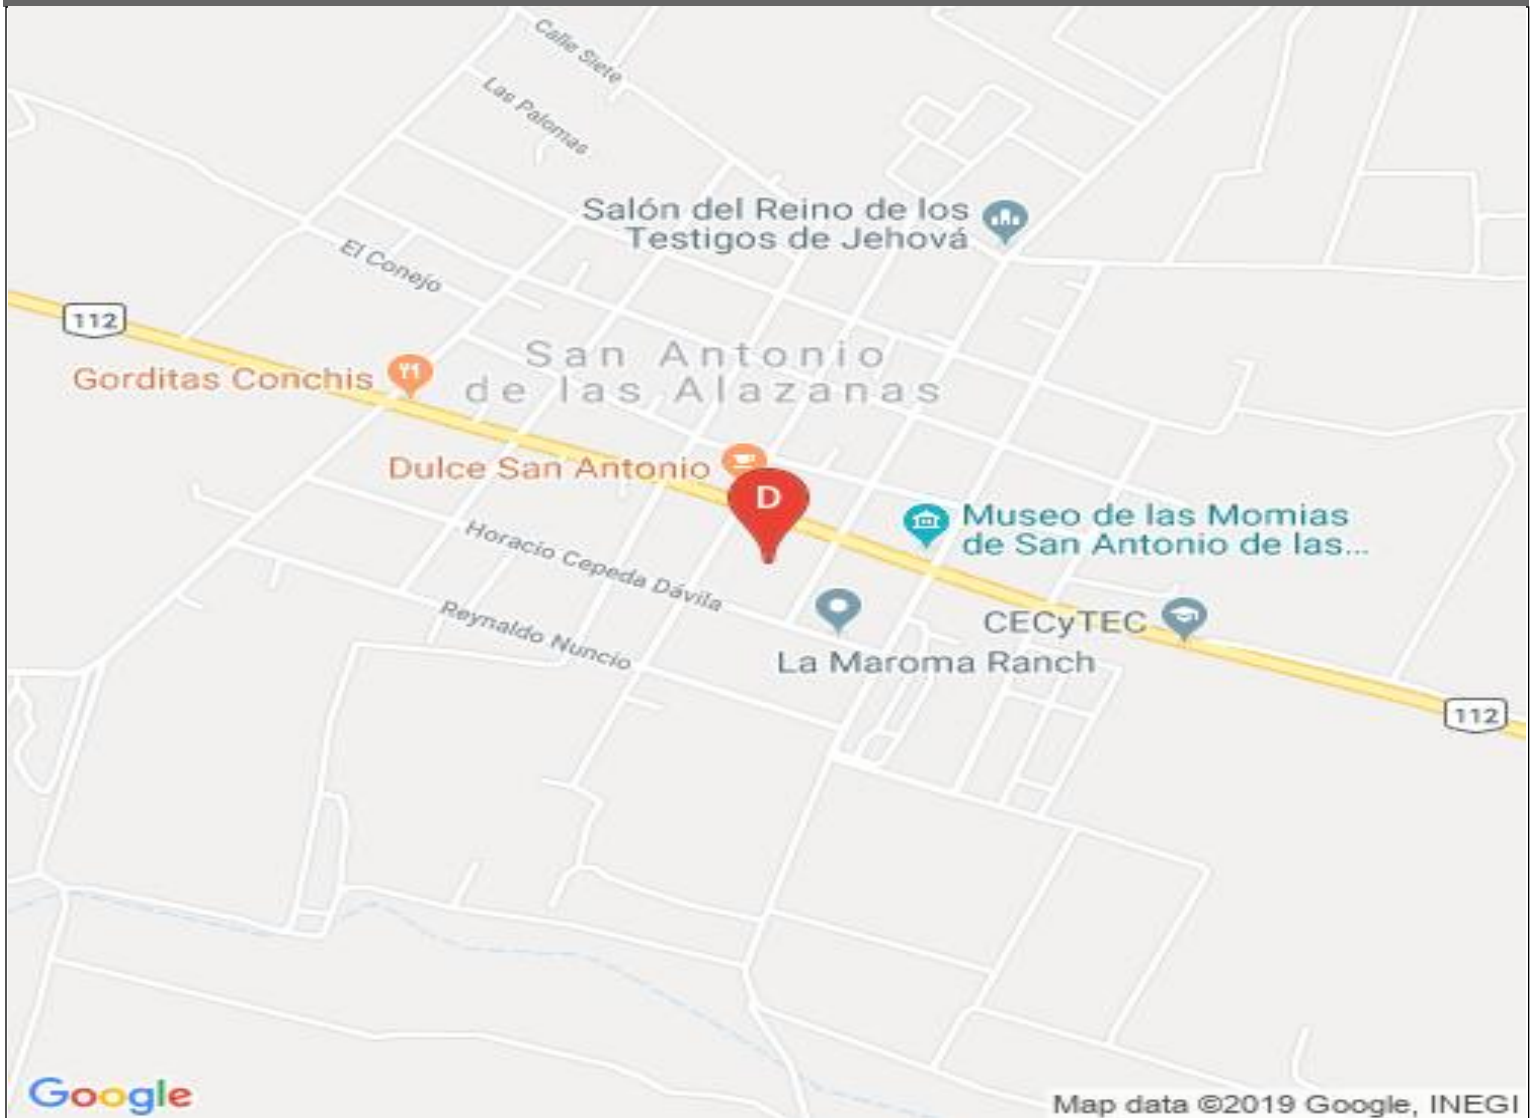 Calle Siete
Las Palomas
Salón del Reino de los
Testigos de Jehová
El Conejo
112
San Antonio
de las Alazanas
Gorditas Conchis
Dulce San Antonio
D
Museo de las Momias
de San Antonio de las...
Horacio Cepeda Dávila
Reynaldo Nuncio
CECyTEC
La Maroma Ranch
112
Google
Map data ©2019 Google, INEGI